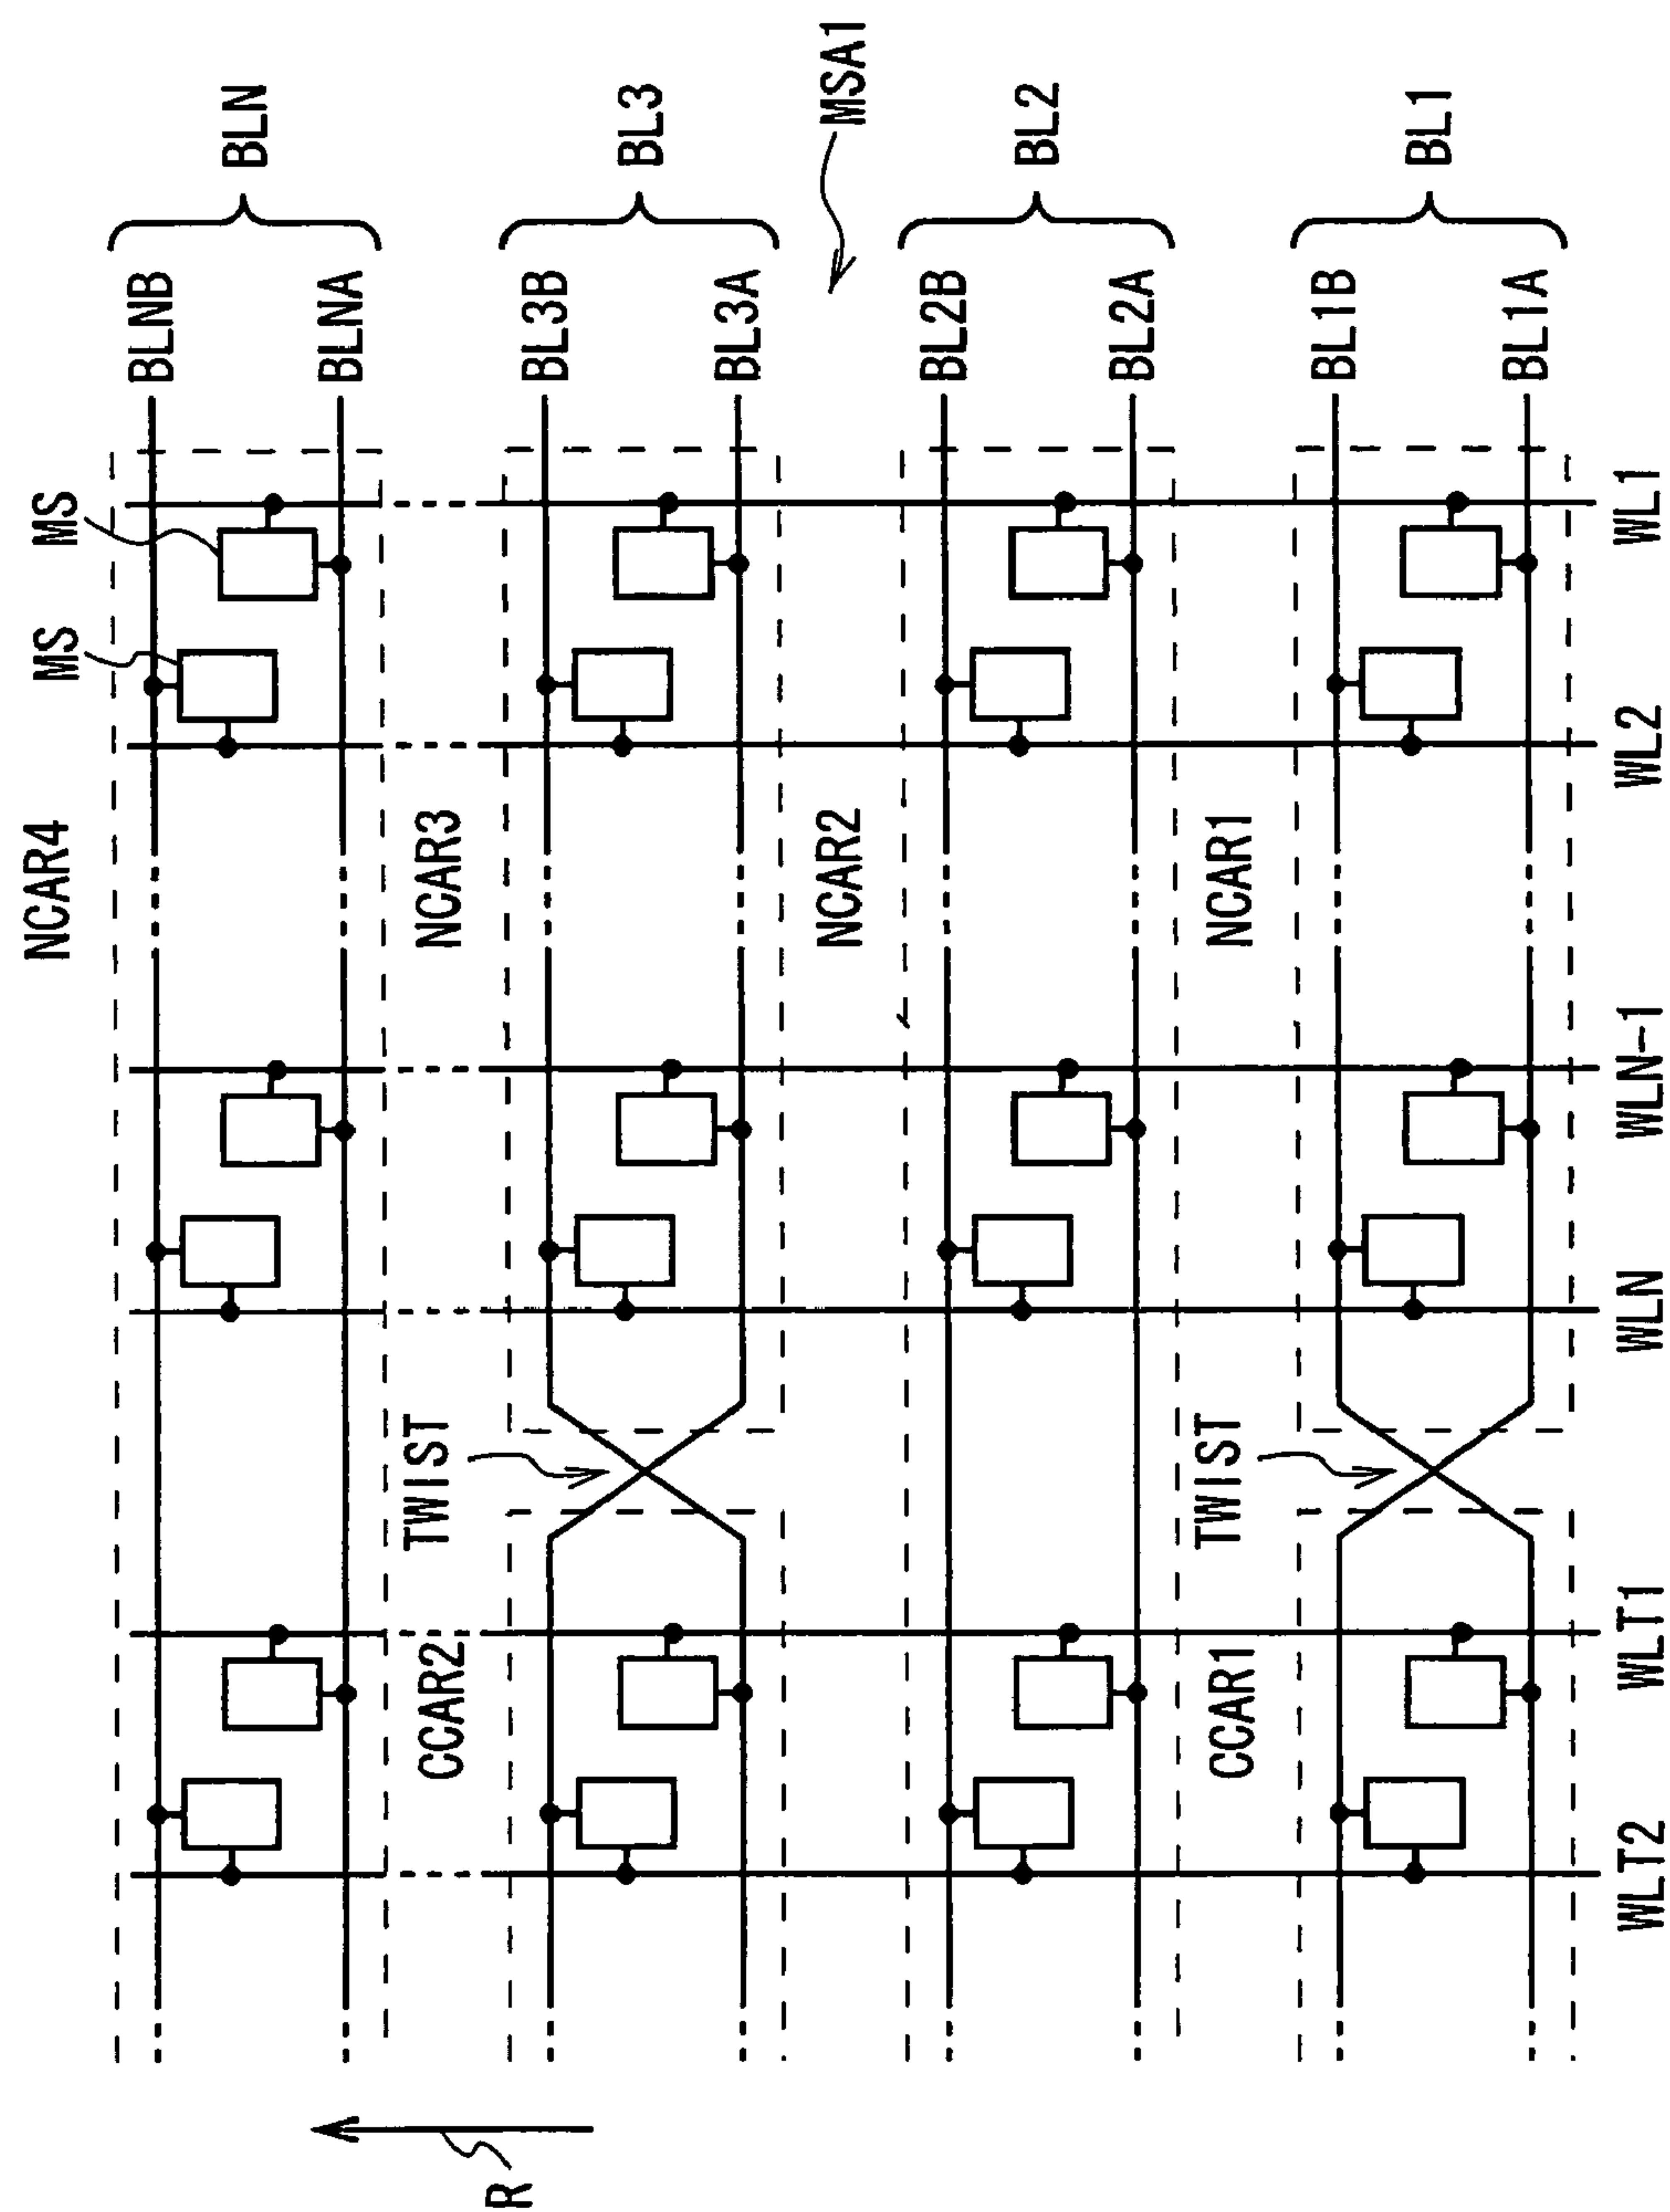 BLN
BL3
MSA1
BL2
BL1
BLNB
BLNA
BL3B
BL3A
BL2B
BL2A
BL1B
BL1A
MS
MS
WL1
WL2
NCAR4
NCAR3
NCAR2
NCAR1
WLN-1
WLN
TWIST
TWIST
CCAR2
CCAR1
WLT1
WLT2
R